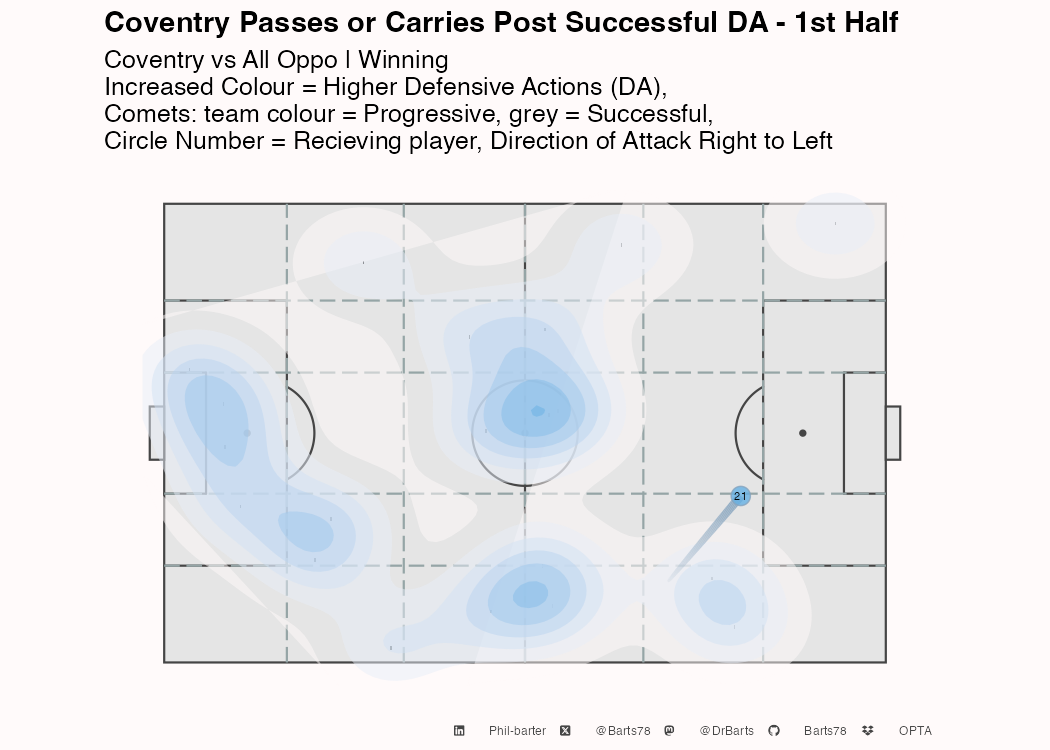 Coventry Passes or Carries Post Successful DA - 1st Half
Coventry vs All Oppo | Winning
Increased Colour = Higher Defensive Actions (DA),
Comets: team colour = Progressive, grey = Successful,
Circle Number = Recieving player, Direction of Attack Right to Left
21
Phil-barter @Barts78 @DrBarts Barts78 OPTA